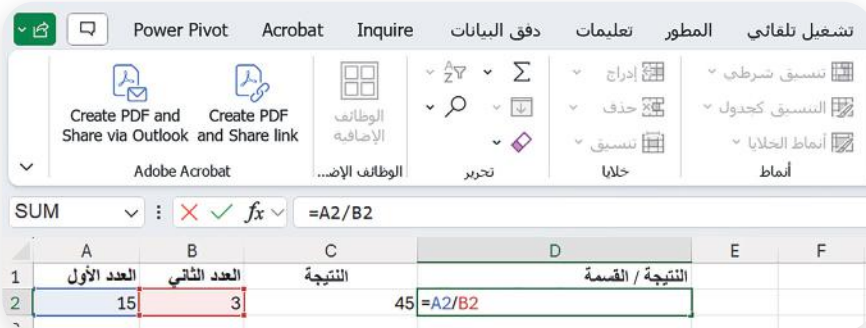 Power Pivot Acrobat Inquire دفق البيانات تعليمات المطور تشغيل تلقائي
Create PDF and Share via Outlook
Create PDF and Share link
Adobe Acrobat
الوظائف الإضافيه
الوظائف الإض...
تحرير
إدراج
حذف
تنسيق
خلايا
تنسيق شرطي
التنسيق كجدول
أنماط الخلايا
أنماط
SUM fx =A2/B2
A B C D E F
1 العدد الأول العدد الثاني النتيجة النتيجة / القسمة
2 15 3 45 =A2/B2